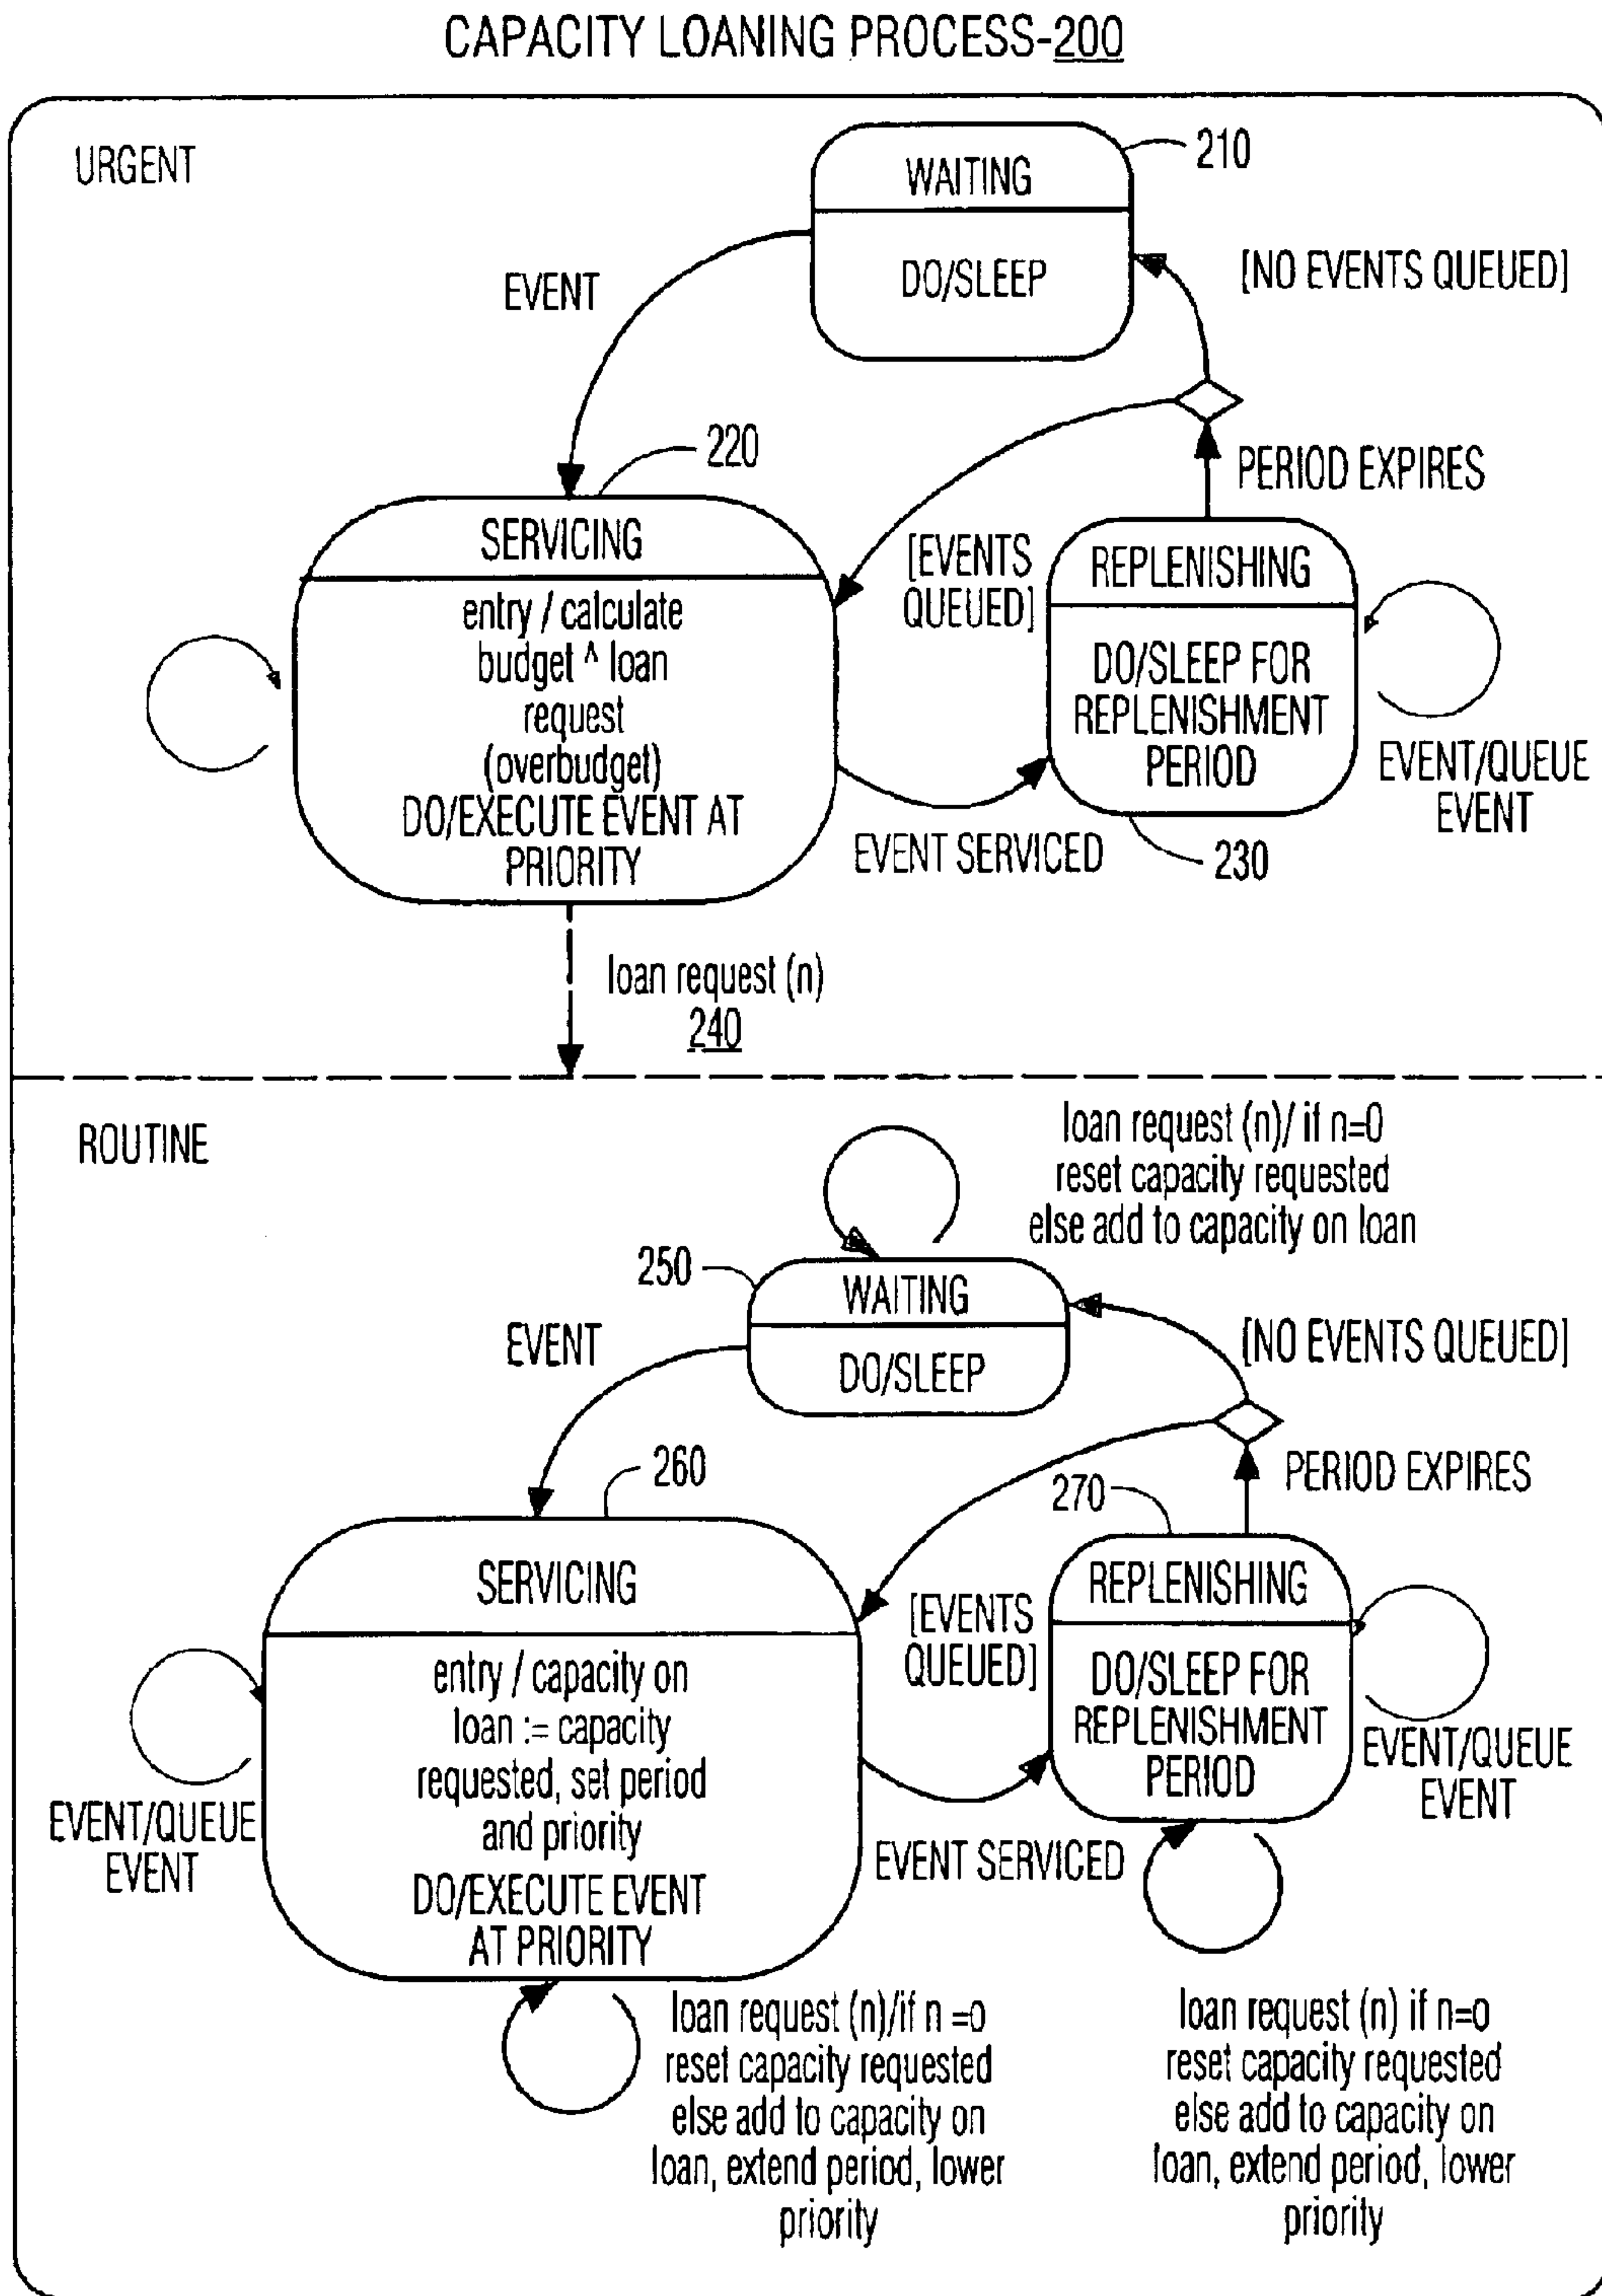 CAPACITY LOANING PROCESS-200
URGENT
210
WAITING
DO/SLEEP
[NO EVENTS QUEUED]
EVENT
220
PERIOD EXPIRES
SERVICING
entry / calculate
budget ^ loan
request
(overbudget)
DO/EXECUTE EVENT AT
PRIORITY
[EVENTS
QUEUED]
REPLENISHING
DO/SLEEP FOR
REPLENISHMENT
PERIOD
EVENT/QUEUE
EVENT
EVENT SERVICED
230
loan request (n)
240
ROUTINE
loan request (n)/ if n=0
reset capacity requested
else add to capacity on loan
250
WAITING
DO/SLEEP
[NO EVENTS QUEUED]
EVENT
260
270
PERIOD EXPIRES
SERVICING
entry / capacity on
loan := capacity
requested, set period
and priority
DO/EXECUTE EVENT
AT PRIORITY
[EVENTS
QUEUED]
REPLENISHING
DO/SLEEP FOR
REPLENISHMENT
PERIOD
EVENT/QUEUE
EVENT
EVENT/QUEUE
EVENT
EVENT SERVICED
loan request (n)/if n =o
reset capacity requested
else add to capacity on
loan, extend period, lower
priority
loan request (n) if n=o
reset capacity requested
else add to capacity on
loan, extend period, lower
priority